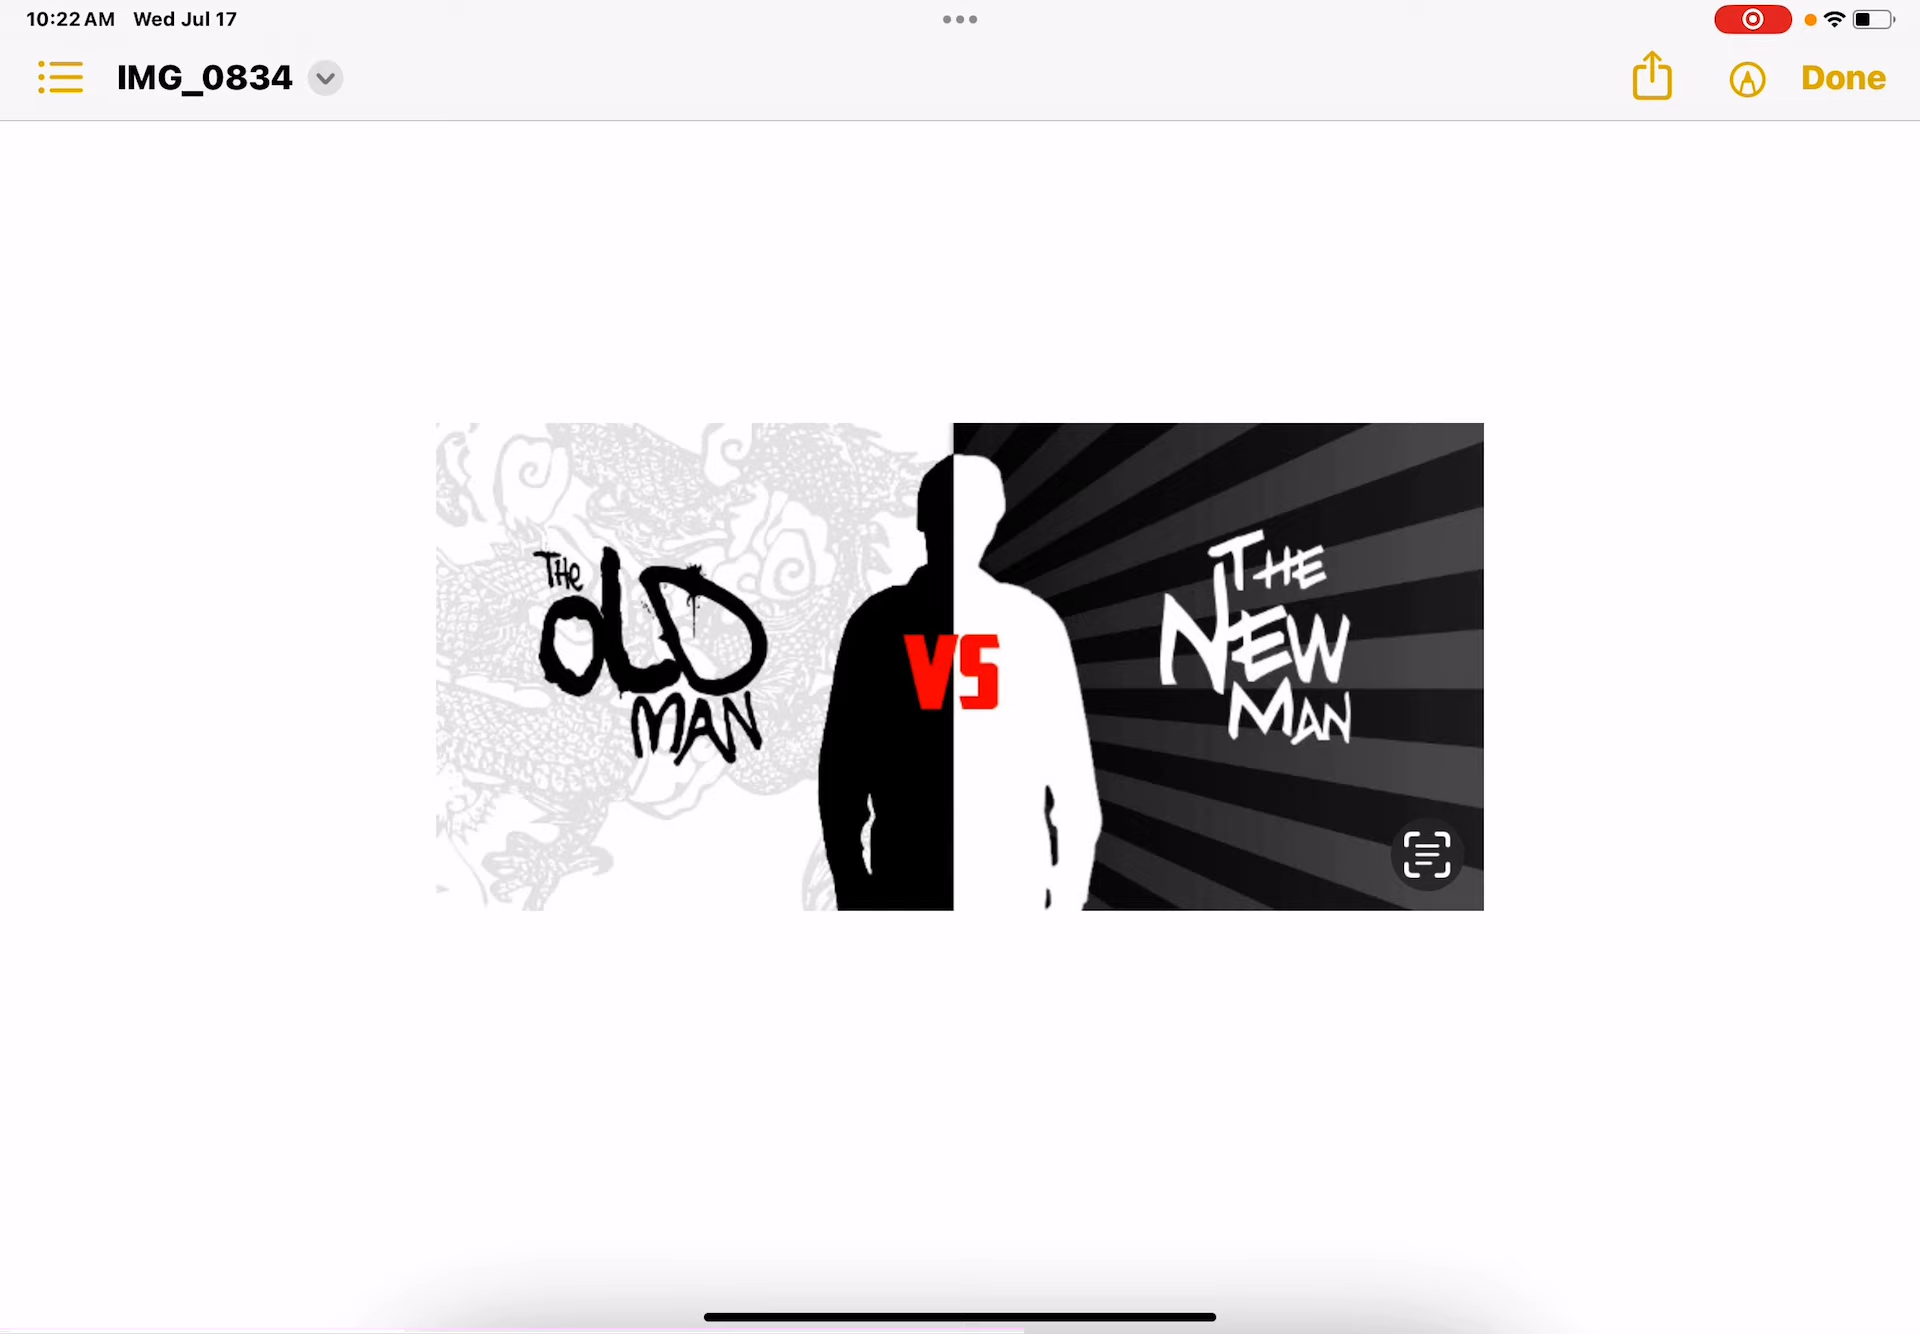 10:22 AM Wed Jul 17
IMG_0834
Done
THe
oLD
MAN
VS
THE
NEW
MAN